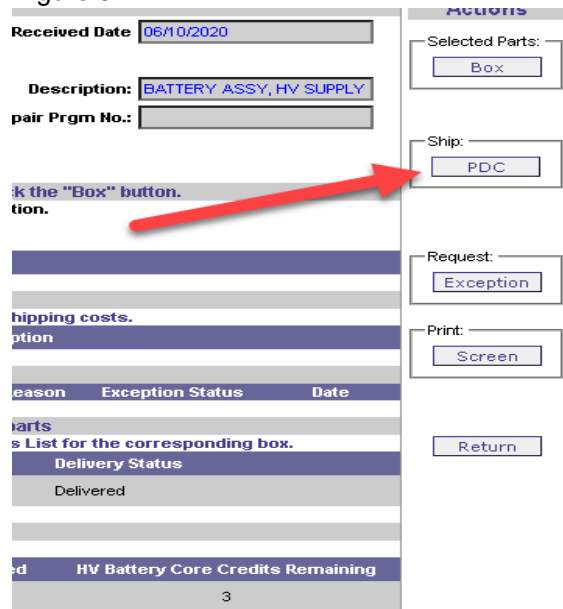 Actions
Received Date 06/10/2020
Selected Parts:
Box
Description: BATTERY ASSY, HV SUPPLY
pair Prgm No.:
Ship:
PDC
k the "Box" button.
tion.
Request:
Exception
hipping costs.
ption
Print:
Screen
eason Exception Status Date
arts
s List for the corresponding box.
Return
Delivery Status
Delivered
ed HV Battery Core Credits Remaining
3